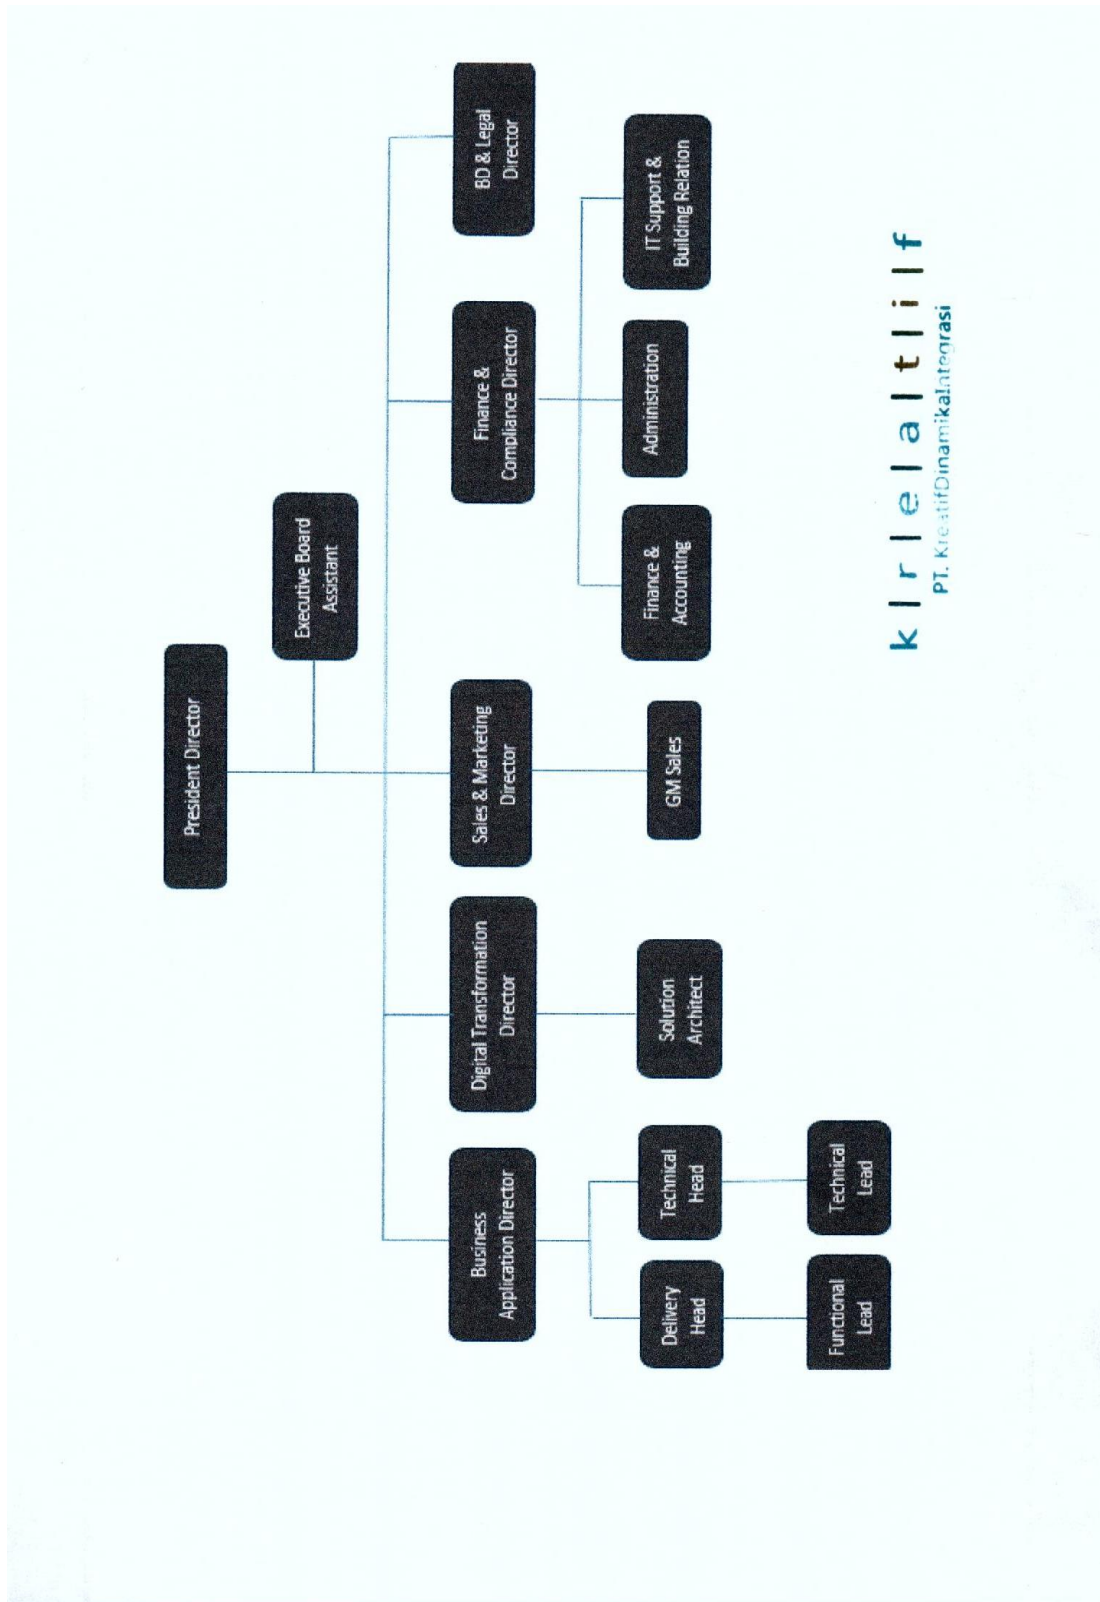 President Director
Executive Board
Assistant
Business
Application Director
Digital Transformation
Director
Sales & Marketing
Director
Finance &
Compliance Director
BD & Legal
Director
Delivery
Head
Technical
Head
Solution
Architect
GM Sales
Finance &
Accounting
Administration
IT Support &
Building Relation
Functional
Lead
Technical
Lead
k|r|e|a|t|i|f
PT. KreatifDinamikaIntegrasi